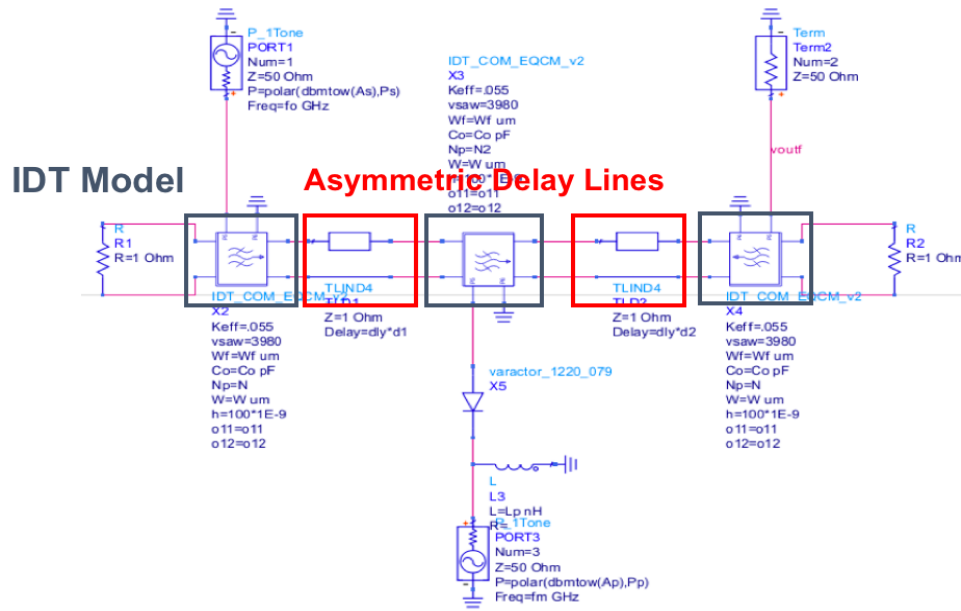 P_1Tone
PORT1
Num=1
Z=50 Ohm
P=polar(dbmtow(As),Ps)
Freq=fo GHz
Term
Term2
Num=2
Z=50 Ohm
IDT_COM_EQCM_v2
X3
Keff=.055
vsaw=3980
Wf=Wf um
Co=Co pF
Np=N2
W=W um
o11=o11
o12=o12
voutf
IDT Model
Asymmetric Delay Lines
R
R1
R=1 Ohm
R
R2
R=1 Ohm
TLIND4
Z=1 Ohm
Delay=dly*d1
TLIND4
TLD2
Z=1 Ohm
Delay=dly*d2
IDT_COM_EQCM_v2
X2
Keff=.055
vsaw=3980
Wf=Wf um
Co=Co pF
Np=N
W=W um
h=100*1E-9
o11=o11
o12=o12
IDT_COM_EQCM_v2
X4
Keff=.055
vsaw=3980
Wf=Wf um
Co=Co pF
Np=N
W=W um
h=100*1E-9
o11=o11
o12=o12
varactor_1220_079
X5
L
L3
L=Lp nH
R=
P_1Tone
PORT3
Num=3
Z=50 Ohm
P=polar(dbmtow(Ap),Pp)
Freq=fm GHz